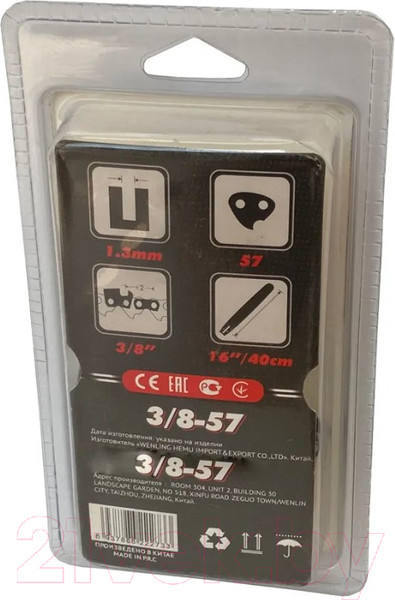 1.3mm
57
3/8"
16"/40cm
CE EAC
3/8-57
Дата изготовления: указано на изделии
Изготовитель «WENLING HEMU IMPORT&EXPORT CO.,LTD». Китай.
3/8-57
Адрес производителя : ROOM 304, UNIT 2, BUILDING 30
LANDSCAPE GARDEN, NO 518, XINFU ROAD, ZEGUO TOWN/WENLIN
CITY, TAIZHOU, ZHEJIANG, Китай.
ПРОИЗВЕДЕНО В КИТАЕ
MADE IN P.R.C
21vek.by